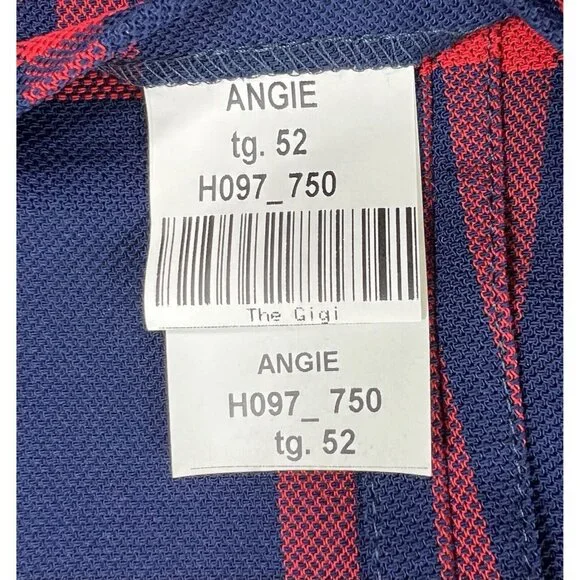 ANGIE
tg. 52
H097_750
The Gigi
ANGIE
H097_ 750
tg. 52